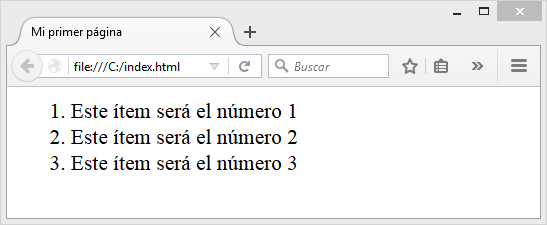 Mi primer página
file:///C:/index.html
Buscar
1. Este ítem será el número 1
2. Este ítem será el número 2
3. Este ítem será el número 3